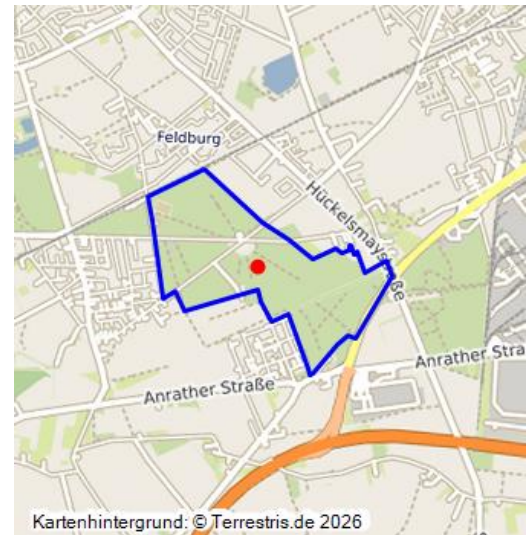 Feldburg
Hückelsmaystraße
Anrather Straße
Anrather Stra
Kartenhintergrund: © Terrestris.de 2026